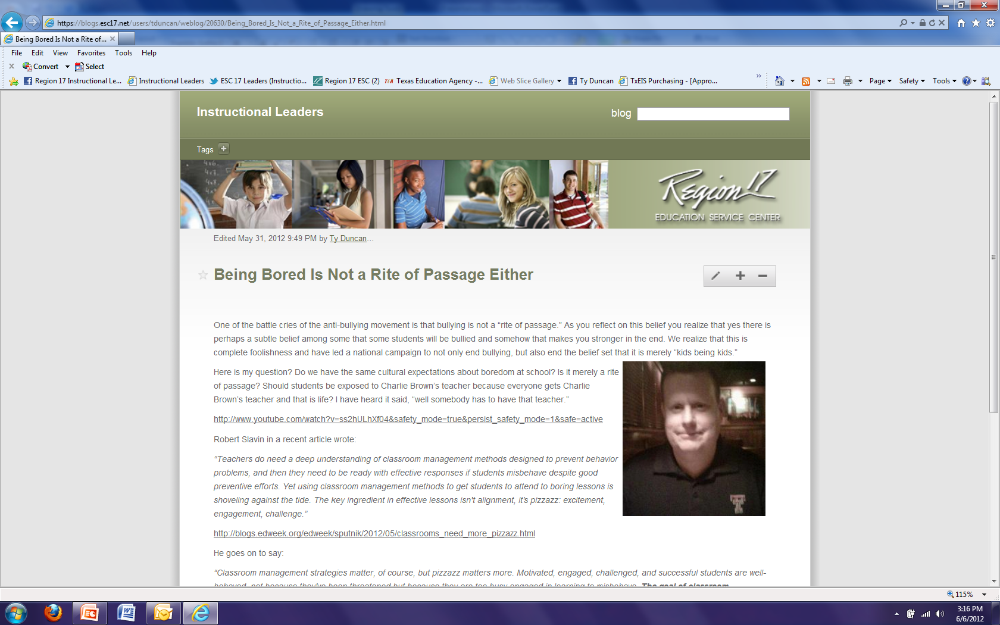 https://blogs.esc17.net/users/tduncan/weblog/20630/Being_Bored_Is_Not_a_Rite_of_Passage_Either.html
Being Bored Is Not a Rite of...
File Edit View Favorites Tools Help
Convert Select
Region 17 Instructional Le... Instructional Leaders ESC 17 Leaders (Instructio... Region 17 ESC (2) TEA Texas Education Agency -... Web Slice Gallery Ty Duncan TxEIS Purchasing - [Appro... Page Safety Tools
Instructional Leaders
blog
Tags
Region 17
EDUCATION SERVICE CENTER
Edited May 31, 2012 9:49 PM by Ty Duncan...
Being Bored Is Not a Rite of Passage Either
One of the battle cries of the anti-bullying movement is that bullying is not a “rite of passage.” As you reflect on this belief you realize that yes there is
perhaps a subtle belief among some that some students will be bullied and somehow that makes you stronger in the end. We realize that this is
complete foolishness and have led a national campaign to not only end bullying, but also end the belief set that it is merely “kids being kids.”
Here is my question? Do we have the same cultural expectations about boredom at school? Is it merely a rite
of passage? Should students be exposed to Charlie Brown’s teacher because everyone gets Charlie
Brown’s teacher and that is life? I have heard it said, “well somebody has to have that teacher.”
http://www.youtube.com/watch?v=ss2hULhXf04&safety_mode=true&persist_safety_mode=1&safe=active
Robert Slavin in a recent article wrote:
“Teachers do need a deep understanding of classroom management methods designed to prevent behavior
problems, and then they need to be ready with effective responses if students misbehave despite good
preventive efforts. Yet using classroom management methods to get students to attend to boring lessons is
shoveling against the tide. The key ingredient in effective lessons isn't alignment, it’s pizzazz: excitement,
engagement, challenge.”
http://blogs.edweek.org/edweek/sputnik/2012/05/classrooms_need_more_pizzazz.html
He goes on to say:
“Classroom management strategies matter, of course, but pizzazz matters more. Motivated, engaged, challenged, and successful students are well-
behaved, not because they've been threatened but because they are too busy engaged in learning to misbehave. The goal of classroom
115%
3:16 PM
6/6/2012